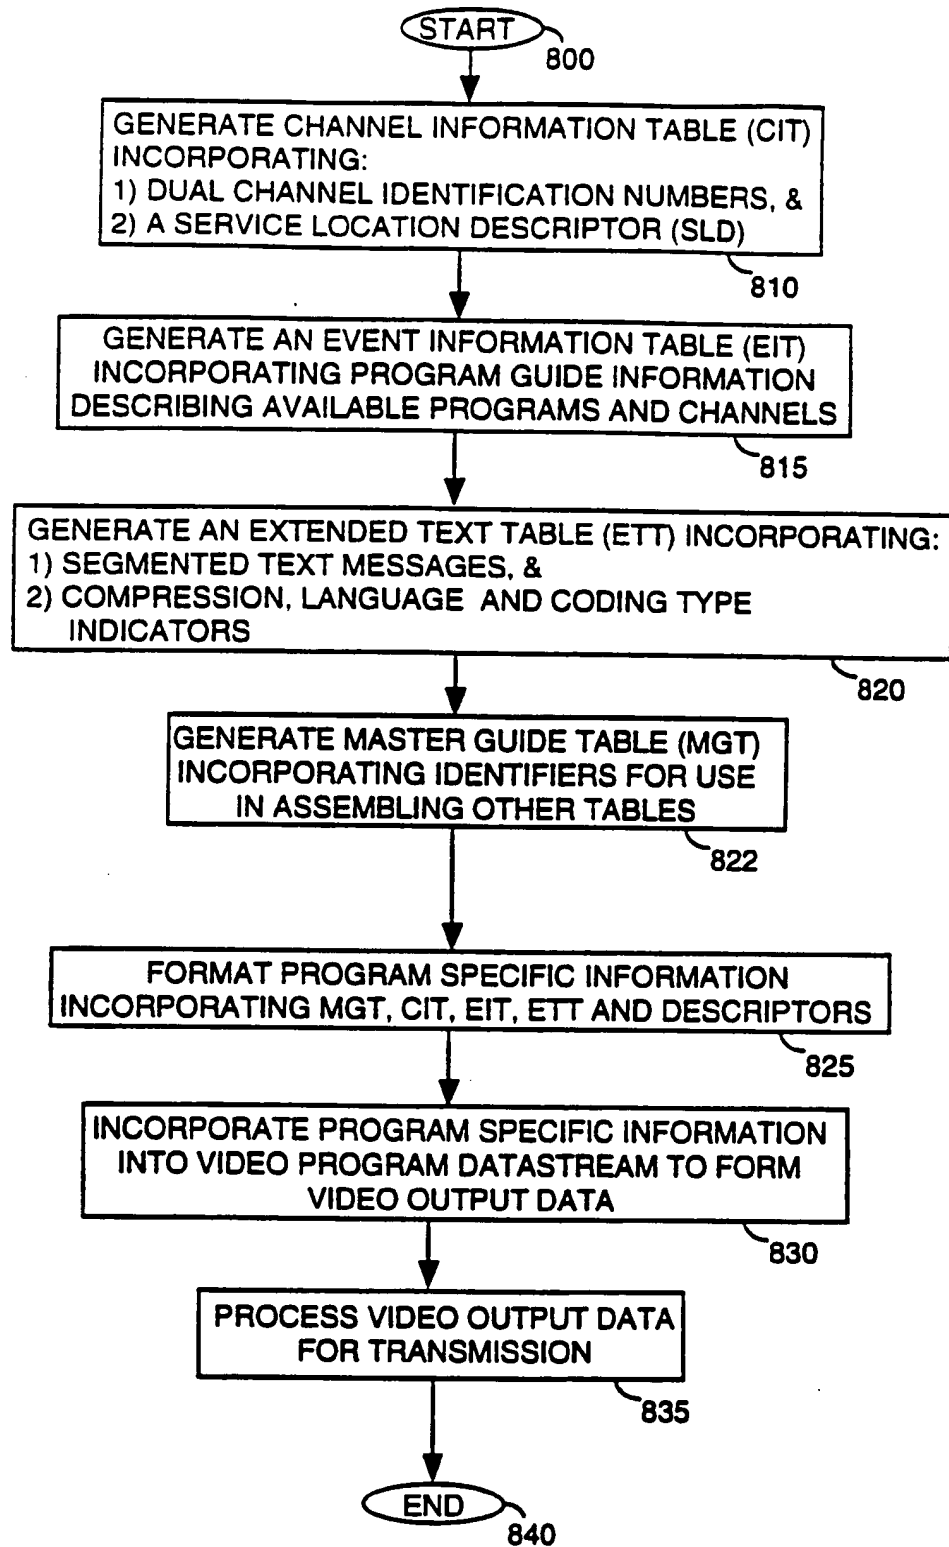 START
800
GENERATE CHANNEL INFORMATION TABLE (CIT)
INCORPORATING:
1) DUAL CHANNEL IDENTIFICATION NUMBERS, &
2) A SERVICE LOCATION DESCRIPTOR (SLD)
810
GENERATE AN EVENT INFORMATION TABLE (EIT)
INCORPORATING PROGRAM GUIDE INFORMATION
DESCRIBING AVAILABLE PROGRAMS AND CHANNELS
815
GENERATE AN EXTENDED TEXT TABLE (ETT) INCORPORATING:
1) SEGMENTED TEXT MESSAGES, &
2) COMPRESSION, LANGUAGE AND CODING TYPE
INDICATORS
820
GENERATE MASTER GUIDE TABLE (MGT)
INCORPORATING IDENTIFIERS FOR USE
IN ASSEMBLING OTHER TABLES
822
FORMAT PROGRAM SPECIFIC INFORMATION
INCORPORATING MGT, CIT, EIT, ETT AND DESCRIPTORS
825
INCORPORATE PROGRAM SPECIFIC INFORMATION
INTO VIDEO PROGRAM DATASTREAM TO FORM
VIDEO OUTPUT DATA
830
PROCESS VIDEO OUTPUT DATA
FOR TRANSMISSION
835
END
840